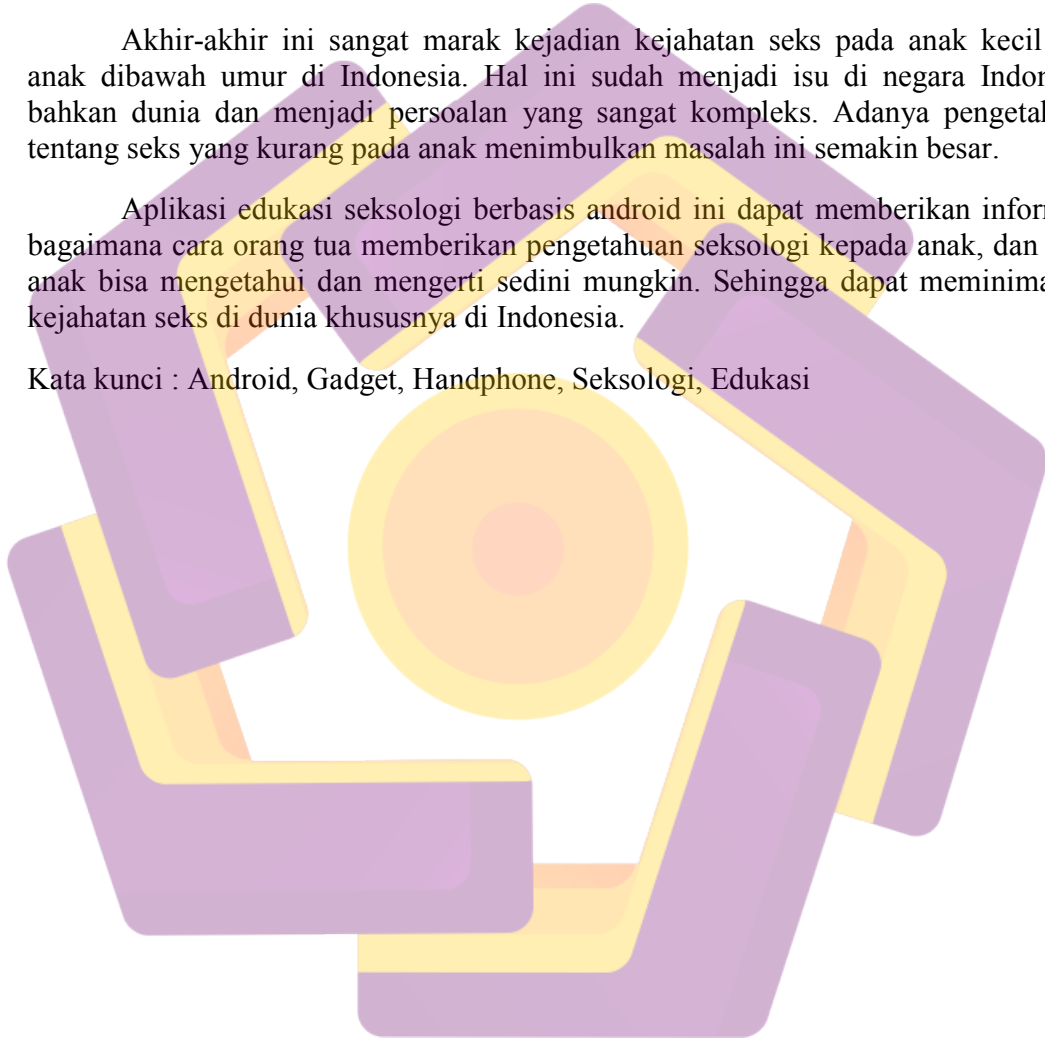 Akhir-akhir ini sangat marak kejadian kejahatan seks pada anak kecil
anak dibawah umur di Indonesia. Hal ini sudah menjadi isu di negara Indon
bahkan dunia dan menjadi persoalan yang sangat kompleks. Adanya pengetal
tentang seks yang kurang pada anak menimbulkan masalah ini semakin besar.
Aplikasi edukasi seksologi berbasis android ini dapat memberikan infor
bagaimana cara orang tua memberikan pengetahuan seksologi kepada anak, dan
anak bisa mengetahui dan mengerti sedini mungkin. Sehingga dapat meminima
kejahatan seks di dunia khususnya di Indonesia.
Kata kunci : Android, Gadget, Handphone, Seksologi, Edukasi